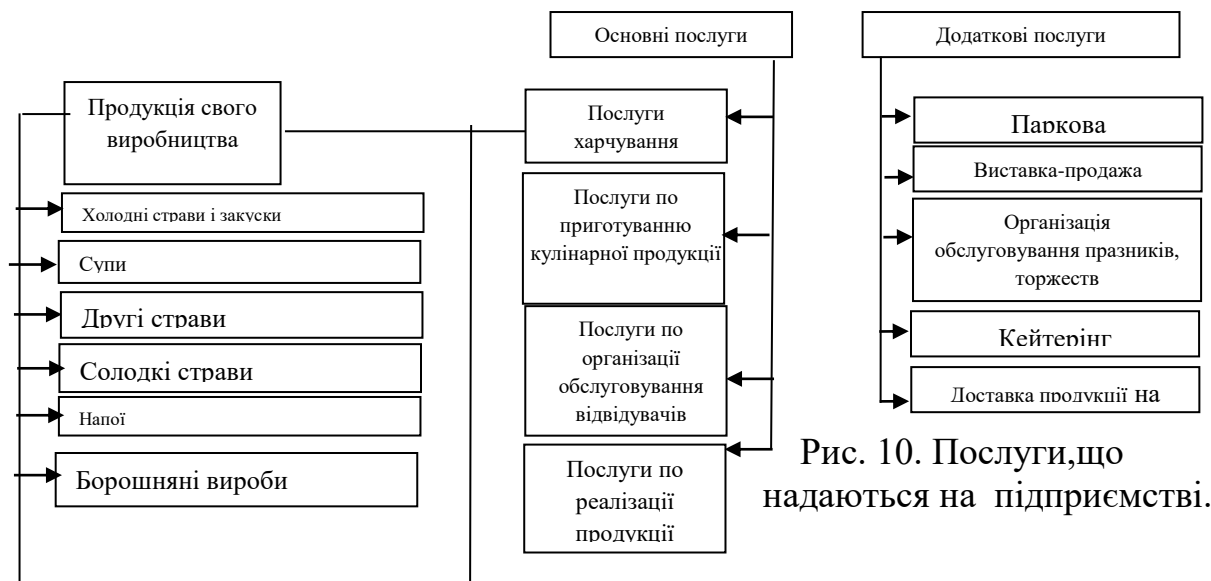 Основні послуги
Додаткові послуги
Продукція свого
виробництва
Холодні страви і закуски
Супи
Другі страви
Солодкі страви
Напої
Борошняні вироби
Послуги
харчування
Послуги по
приготуванню
кулінарної продукції
Послуги по
організації
обслуговування
відвідувачів
Послуги по
реалізації
продукції
Паркова
Виставка-продажа
Організація
обслуговування празників,
торжеств
Кейтерінг
Доставка продукції на
Рис. 10. Послуги,що
надаються на підприємстві.